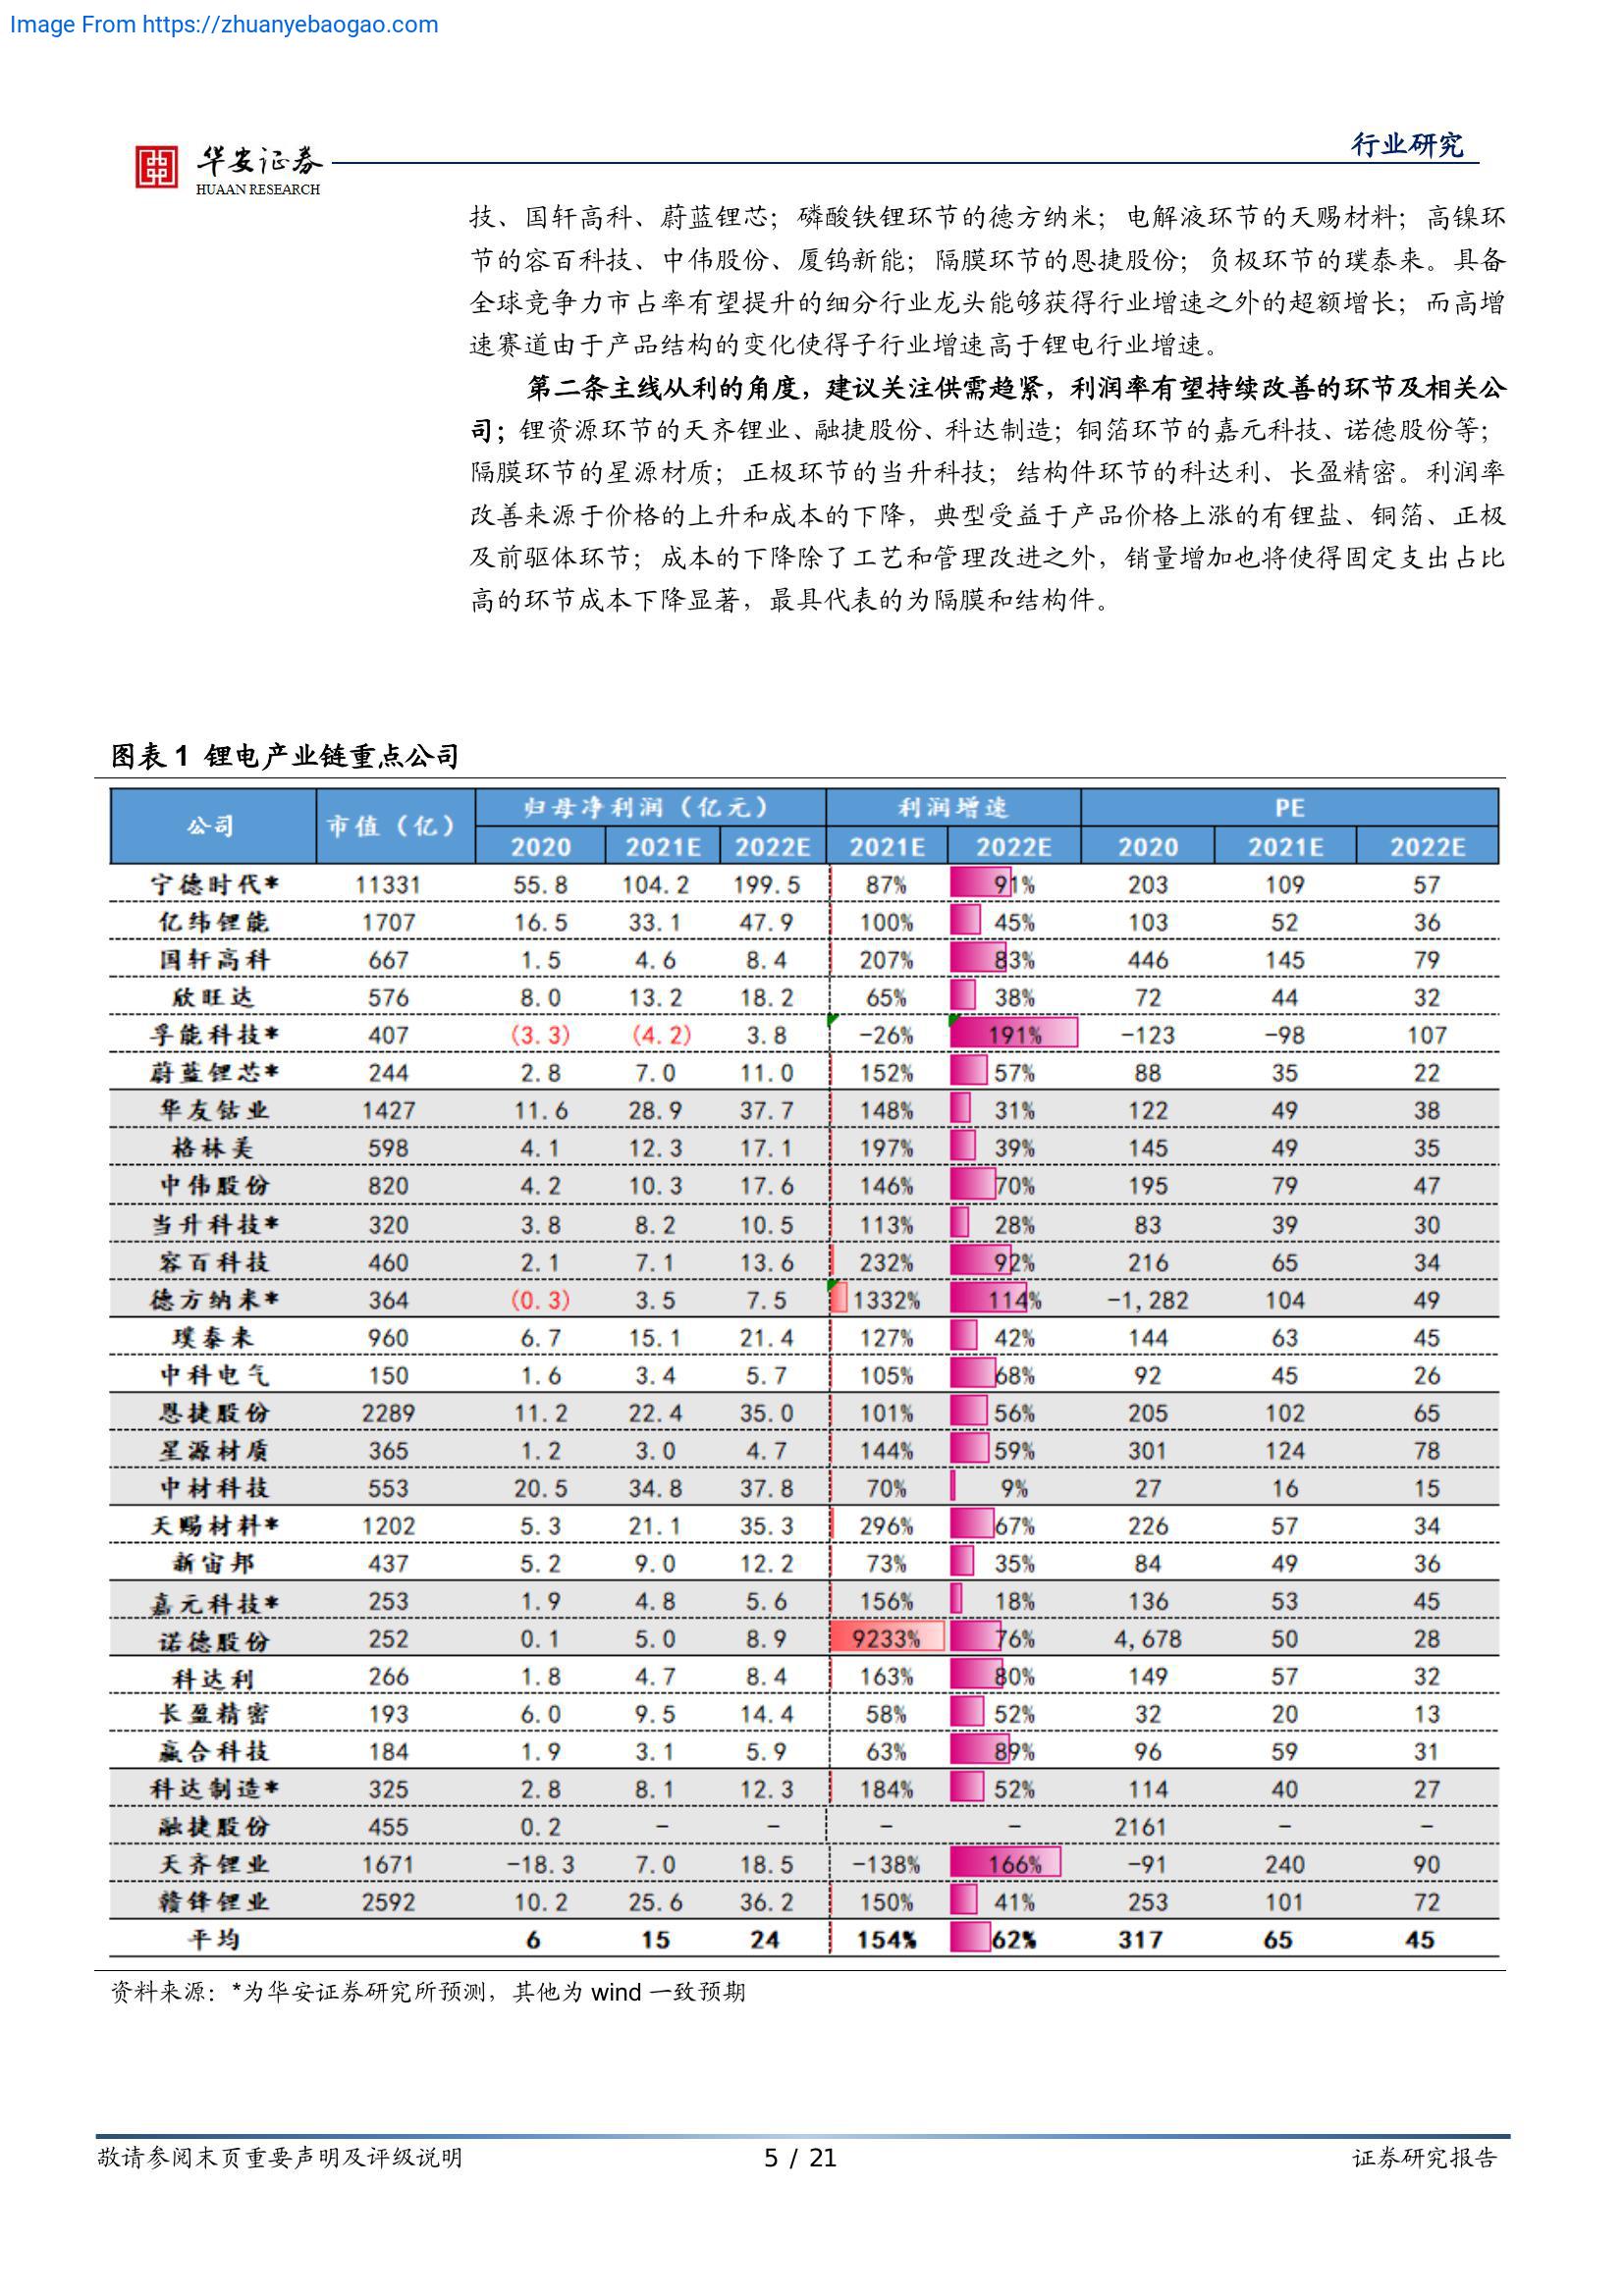 Image From https://zhuanyebaogao.com
华安证券
HUAAN RESEARCH
行业研究
技、国轩高科、蔚蓝锂芯；磷酸铁锂环节的德方纳米；电解液环节的天赐材料；高镍环
节的容百科技、中伟股份、厦钨新能；隔膜环节的恩捷股份；负极环节的璞泰来。具备
全球竞争力市占率有望提升的细分行业龙头能够获得行业增速之外的超额增长；而高增
速赛道由于产品结构的变化使得子行业增速高于锂电行业增速。
第二条主线从利的角度，建议关注供需趋紧，利润率有望持续改善的环节及相关公
司；锂资源环节的天齐锂业、融捷股份、科达制造；铜箔环节的嘉元科技、诺德股份等；
隔膜环节的星源材质；正极环节的当升科技；结构件环节的科达利、长盈精密。利润率
改善来源于价格的上升和成本的下降，典型受益于产品价格上涨的有锂盐、铜箔、正极
及前驱体环节；成本的下降除了工艺和管理改进之外，销量增加也将使得固定支出占比
高的环节成本下降显著，最具代表的为隔膜和结构件。
图表 1 锂电产业链重点公司
公司 市值（亿） 归母净利润（亿元） 利润增速 PE
2020 2021E 2022E 2021E 2022E 2020 2021E 2022E
宁德时代* 11331 55.8 104.2 199.5 87% 91% 203 109 57
亿纬锂能 1707 16.5 33.1 47.9 100% 45% 103 52 36
国轩高科 667 1.5 4.6 8.4 207% 83% 446 145 79
欣旺达 576 8.0 13.2 18.2 65% 38% 72 44 32
孚能科技* 407 (3.3) (4.2) 3.8 -26% 191% -123 -98 107
蔚蓝锂芯* 244 2.8 7.0 11.0 152% 57% 88 35 22
华友钴业 1427 11.6 28.9 37.7 148% 31% 122 49 38
格林美 598 4.1 12.3 17.1 197% 39% 145 49 35
中伟股份 820 4.2 10.3 17.6 146% 70% 195 79 47
当升科技* 320 3.8 8.2 10.5 113% 28% 83 39 30
容百科技 460 2.1 7.1 13.6 232% 92% 216 65 34
德方纳米* 364 (0.3) 3.5 7.5 1332% 114% -1,282 104 49
璞泰来 960 6.7 15.1 21.4 127% 42% 144 63 45
中科电气 150 1.6 3.4 5.7 105% 68% 92 45 26
恩捷股份 2289 11.2 22.4 35.0 101% 56% 205 102 65
星源材质 365 1.2 3.0 4.7 144% 59% 301 124 78
中材科技 553 20.5 34.8 37.8 70% 9% 27 16 15
天赐材料* 1202 5.3 21.1 35.3 296% 67% 226 57 34
新宙邦 437 5.2 9.0 12.2 73% 35% 84 49 36
嘉元科技* 253 1.9 4.8 5.6 156% 18% 136 53 45
诺德股份 252 0.1 5.0 8.9 9233% 76% 4,678 50 28
科达利 266 1.8 4.7 8.4 163% 80% 149 57 32
长盈精密 193 6.0 9.5 14.4 58% 52% 32 20 13
赢合科技 184 1.9 3.1 5.9 63% 89% 96 59 31
科达制造* 325 2.8 8.1 12.3 184% 52% 114 40 27
融捷股份 455 0.2 - - - - 2161 - -
天齐锂业 1671 -18.3 7.0 18.5 -138% 166% -91 240 90
赣锋锂业 2592 10.2 25.6 36.2 150% 41% 253 101 72
平均 6 15 24 154% 62% 317 65 45
资料来源：*为华安证券研究所预测，其他为 wind 一致预期
敬请参阅末页重要声明及评级说明 5 / 21 证券研究报告